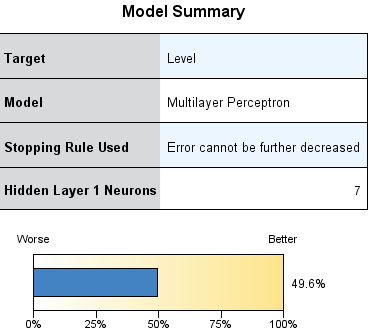 Model Summary
Target Level
Model Multilayer Perceptron
Stopping Rule Used Error cannot be further decreased
Hidden Layer 1 Neurons 7
Worse Better
49.6%
0% 25% 50% 75% 100%